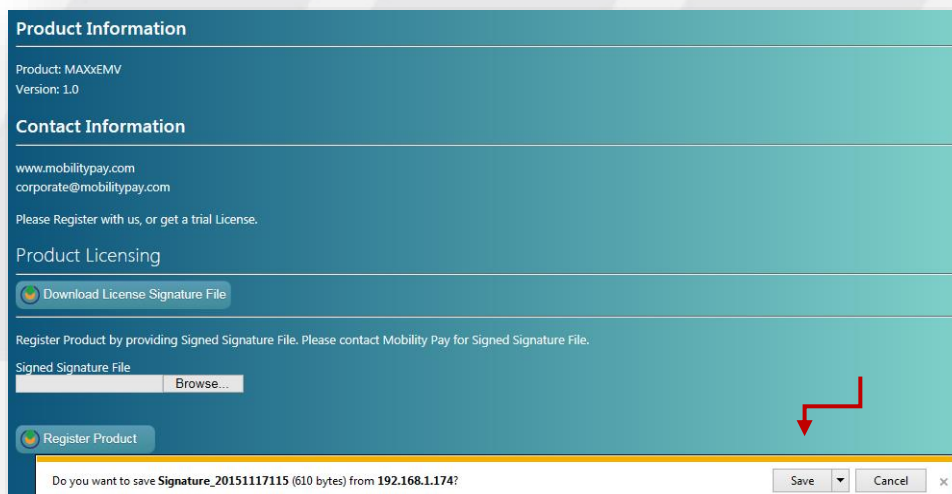 Product Information
Product: MAXxEMV
Version: 1.0
Contact Information
www.mobilitypay.com
corporate@mobilitypay.com
Please Register with us, or get a trial License.
Product Licensing
Download License Signature File
Register Product by providing Signed Signature File. Please contact Mobility Pay for Signed Signature File.
Signed Signature File
Browse...
Register Product
Do you want to save Signature_20151117115 (610 bytes) from 192.168.1.174?
Save
Cancel